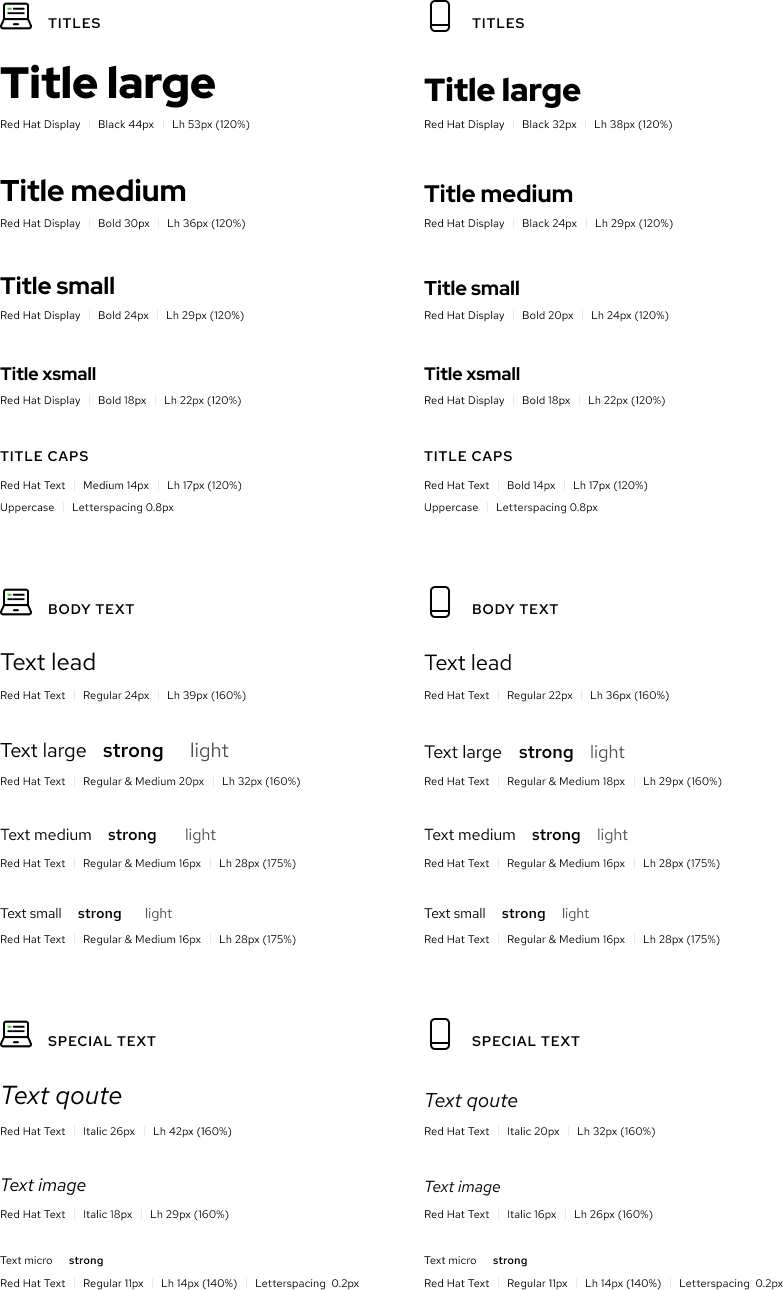 TITLES
Title large
Red Hat Display | Black 44px | Lh 53px (120%)
Title medium
Red Hat Display | Bold 30px | Lh 36px (120%)
Title small
Red Hat Display | Bold 24px | Lh 29px (120%)
Title xsmall
Red Hat Display | Bold 18px | Lh 22px (120%)
TITLE CAPS
Red Hat Text | Medium 14px | Lh 17px (120%)
Uppercase | Letterspacing 0.8px
TITLES
Title large
Red Hat Display | Black 32px | Lh 38px (120%)
Title medium
Red Hat Display | Black 24px | Lh 29px (120%)
Title small
Red Hat Display | Bold 20px | Lh 24px (120%)
Title xsmall
Red Hat Display | Bold 18px | Lh 22px (120%)
TITLE CAPS
Red Hat Text | Bold 14px | Lh 17px (120%)
Uppercase | Letterspacing 0.8px
BODY TEXT
Text lead
Red Hat Text | Regular 24px | Lh 39px (160%)
Text large strong light
Red Hat Text | Regular & Medium 20px | Lh 32px (160%)
Text medium strong light
Red Hat Text | Regular & Medium 16px | Lh 28px (175%)
Text small strong light
Red Hat Text | Regular & Medium 16px | Lh 28px (175%)
BODY TEXT
Text lead
Red Hat Text | Regular 22px | Lh 36px (160%)
Text large strong light
Red Hat Text | Regular & Medium 18px | Lh 29px (160%)
Text medium strong light
Red Hat Text | Regular & Medium 16px | Lh 28px (175%)
Text small strong light
Red Hat Text | Regular & Medium 16px | Lh 28px (175%)
SPECIAL TEXT
Text qoute
Red Hat Text | Italic 26px | Lh 42px (160%)
Text image
Red Hat Text | Italic 18px | Lh 29px (160%)
Text micro strong
Red Hat Text | Regular 11px | Lh 14px (140%) | Letterspacing 0.2px
SPECIAL TEXT
Text qoute
Red Hat Text | Italic 20px | Lh 32px (160%)
Text image
Red Hat Text | Italic 16px | Lh 26px (160%)
Text micro strong
Red Hat Text | Regular 11px | Lh 14px (140%) | Letterspacing 0.2px